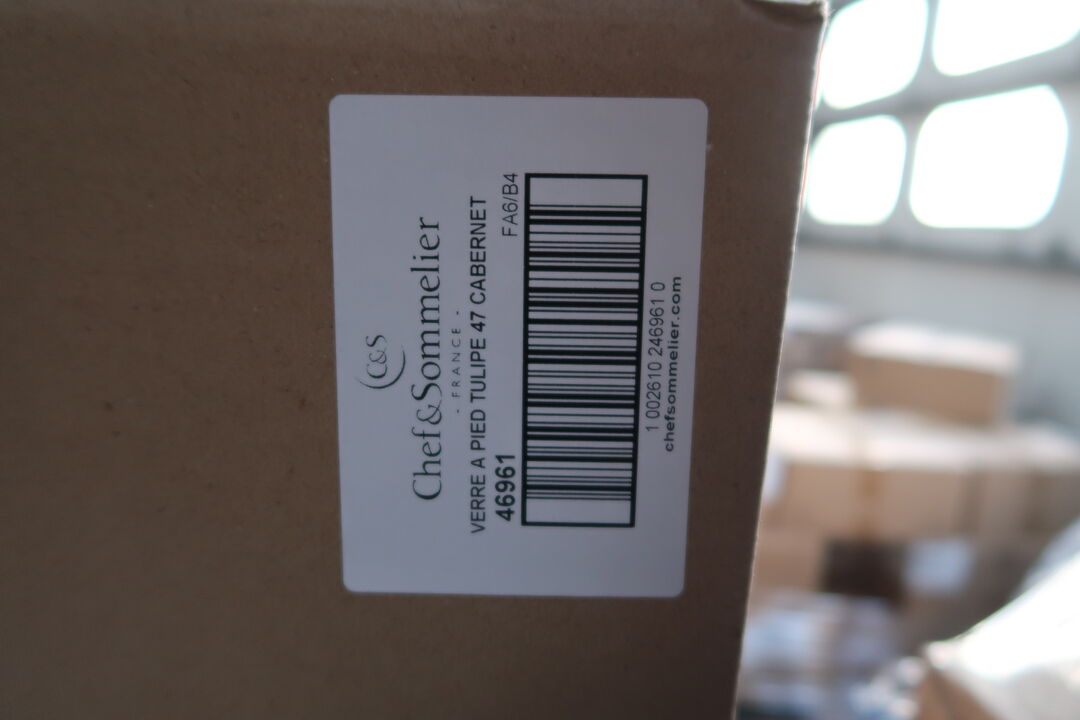 C&S
Chef&Sommelier
- FRANCE -
VERRE A PIED TULIPE 47 CABERNET
46961 FA6/B4
1 002610 246961 0
chefsommelier.com